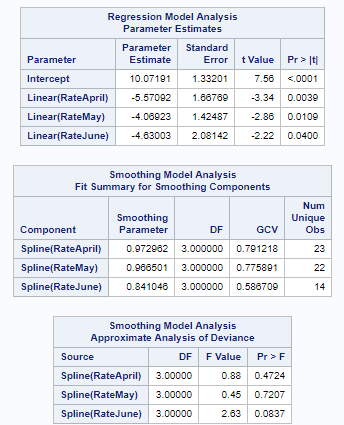 Regression Model Analysis
Parameter Estimates
Parameter Parameter Estimate Standard Error t Value Pr > |t|
Intercept 10.07191 1.33201 7.56 <.0001
Linear(RateApril) -5.57092 1.66769 -3.34 0.0039
Linear(RateMay) -4.06923 1.42487 -2.86 0.0109
Linear(RateJune) -4.63003 2.08142 -2.22 0.0400
Smoothing Model Analysis
Fit Summary for Smoothing Components
Component Smoothing Parameter DF GCV Num Unique Obs
Spline(RateApril) 0.972962 3.000000 0.791218 23
Spline(RateMay) 0.966501 3.000000 0.775891 22
Spline(RateJune) 0.841046 3.000000 0.586709 14
Smoothing Model Analysis
Approximate Analysis of Deviance
Source DF F Value Pr > F
Spline(RateApril) 3.00000 0.88 0.4724
Spline(RateMay) 3.00000 0.45 0.7207
Spline(RateJune) 3.00000 2.63 0.0837